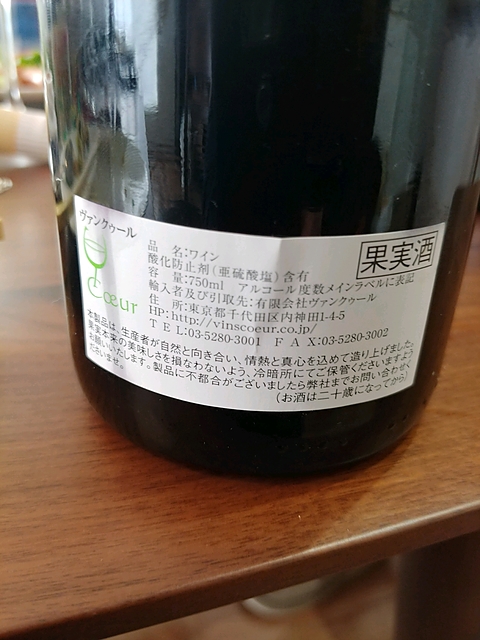 ヴァンクゥール
Cœur
果実酒
品　名:ワイン
酸化防止剤（亜硫酸塩）含有
容　量:750ml　アルコール度数メインラベルに表記
輸入者及び引取先:有限会社ヴァンクゥール
住　所:東京都千代田区内神田1-4-5
HP:http://vinscoeur.co.jp/
TEL:03-5280-3001　FAX:03-5280-3002
本製品は、生産者が自然と向き合い、情熱と真心を込めて造り上げました。
果実本来の美味しさを損なわないよう、冷暗所にてご保管くださいますよう
お願いいたします。製品に不都合がございましたら弊社までお問い合わせく
ださいませ。
（お酒は二十歳になってから）